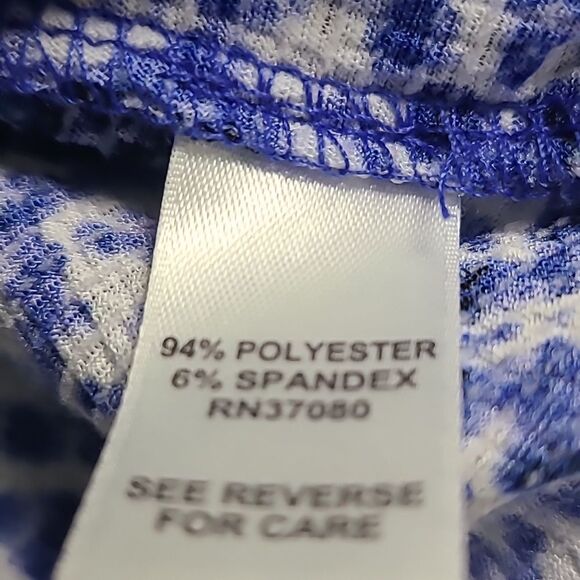 94% POLYESTER
6% SPANDEX
RN37080
SEE REVERSE
FOR CARE